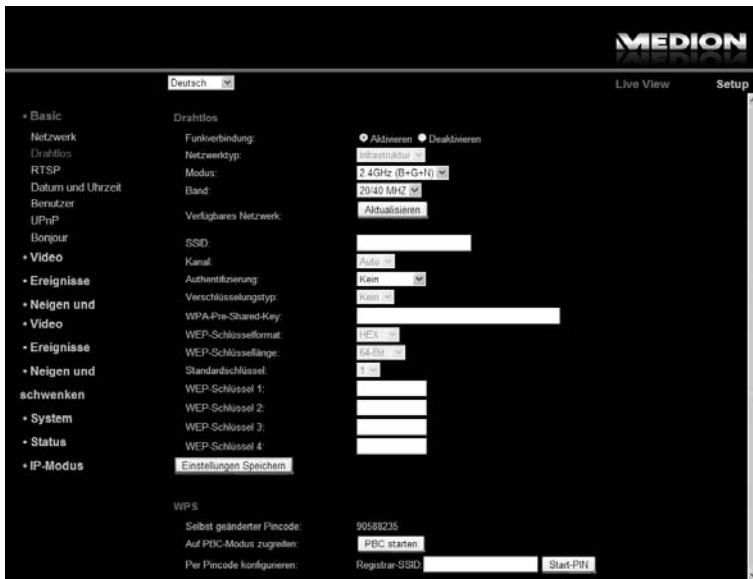 MEDION
Deutsch
Live View Setup
• Basic
Netzwerk
Drahtlos
RTSP
Datum und Uhrzeit
Benutzer
UPnP
Bonjour
• Video
• Ereignisse
• Neigen und
• Video
• Ereignisse
• Neigen und
schwenken
• System
• Status
• IP-Modus
Drahtlos
Funkverbindung: Aktivieren Deaktivieren
Netzwerktyp: Infrastruktur
Modus: 2.4GHz (B+G+N)
Band: 20/40 MHZ
Verfügbares Netzwerk: Aktualisieren
SSID:
Kanal: Auto
Authentifizierung: Kein
Verschlüsselungstyp: Kein
WPA-Pre-Shared-Key:
WEP-Schlüsselformat: HEX
WEP-Schlüssellänge: 64-Bit
Standardschlüssel: 1
WEP-Schlüssel 1:
WEP-Schlüssel 2:
WEP-Schlüssel 3:
WEP-Schlüssel 4:
Einstellungen Speichern
WPS
Selbst geänderter Pincode: 90588235
Auf PBC-Modus zugreifen: PBC starten
Per Pincode konfigurieren: Registrar-SSID: Start-PIN